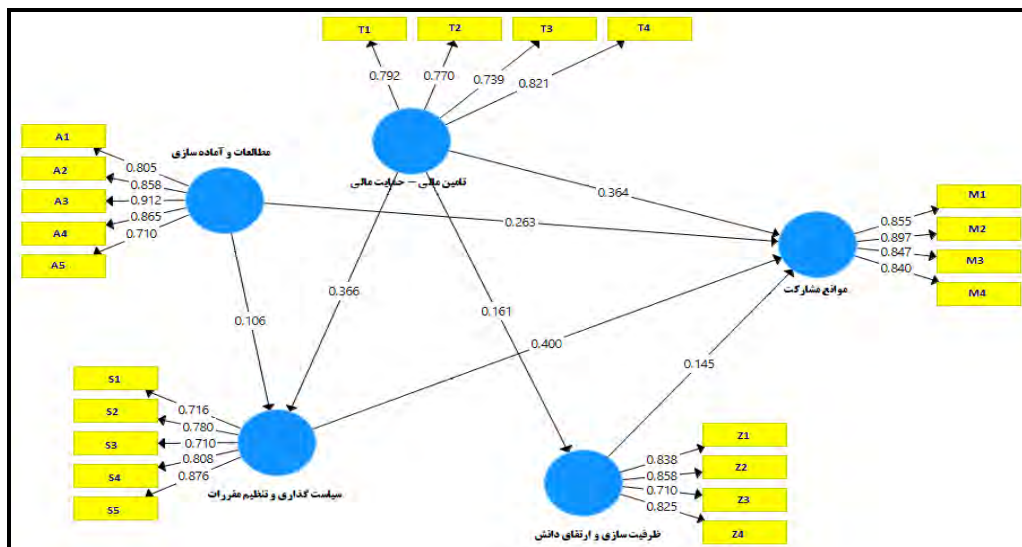 T1
T2
T3
T4
0.792
0.770
0.739
0.821
تامین مالی – حمایت مالی
A1
A2
A3
A4
A5
0.805
0.858
0.912
0.865
0.710
مطالعات و آماده سازی
0.364
0.263
0.366
0.161
0.106
0.400
0.145
M1
M2
M3
M4
0.855
0.897
0.847
0.840
موانع مشارکت
S1
S2
S3
S4
S5
0.716
0.780
0.710
0.808
0.876
سیاست گذاری و تنظیم مقررات
Z1
Z2
Z3
Z4
0.838
0.858
0.710
0.825
ظرفیت سازی و ارتقای دانش